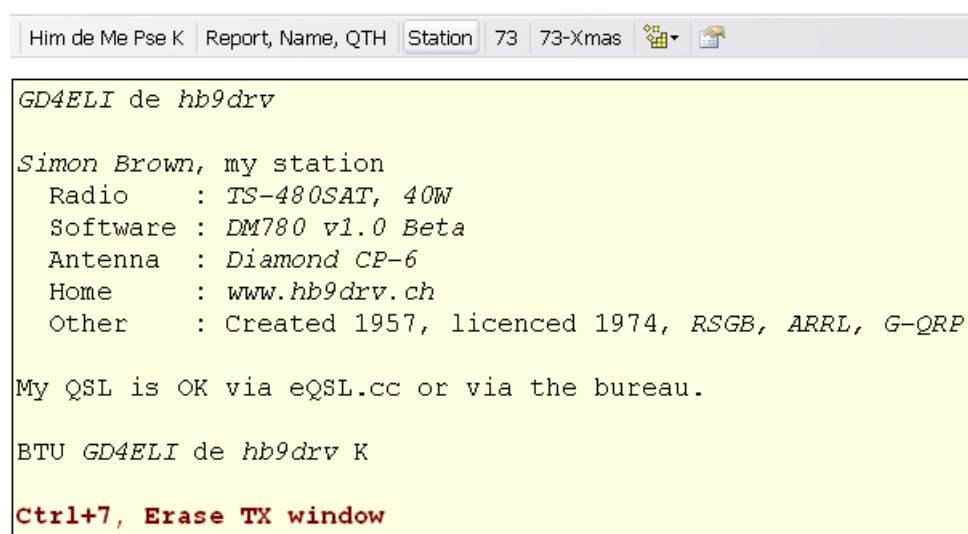 Him de Me Pse K Report, Name, QTH Station 73 73-Xmas
GD4ELI de hb9drv
Simon Brown, my station
Radio : TS-480SAT, 40W
Software : DM780 v1.0 Beta
Antenna : Diamond CP-6
Home : www.hb9drv.ch
Other : Created 1957, licenced 1974, RSGB, ARRL, G-QRP
My QSL is OK via eQSL.cc or via the bureau.
BTU GD4ELI de hb9drv K
Ctrl+7, Erase TX window